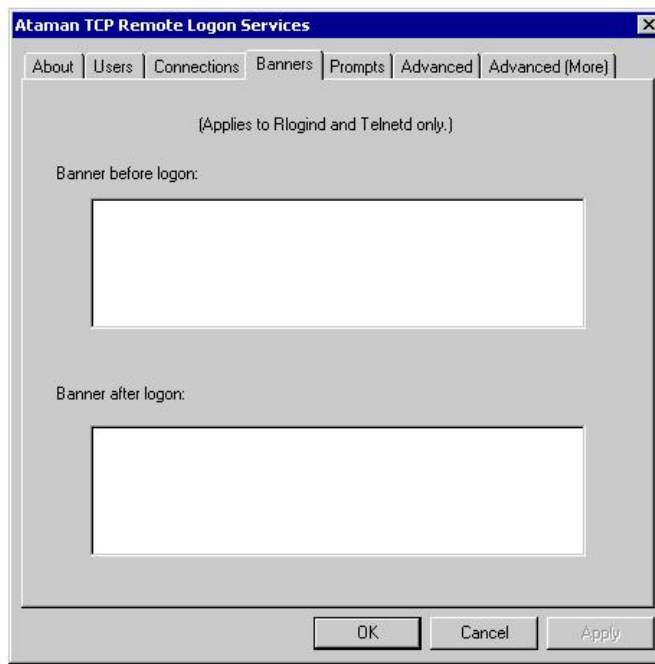 Ataman TCP Remote Logon Services
About Users Connections Banners Prompts Advanced Advanced (More)
(Applies to Rlogind and Telnetd only.)
Banner before logon:
Banner after logon:
OK Cancel Apply